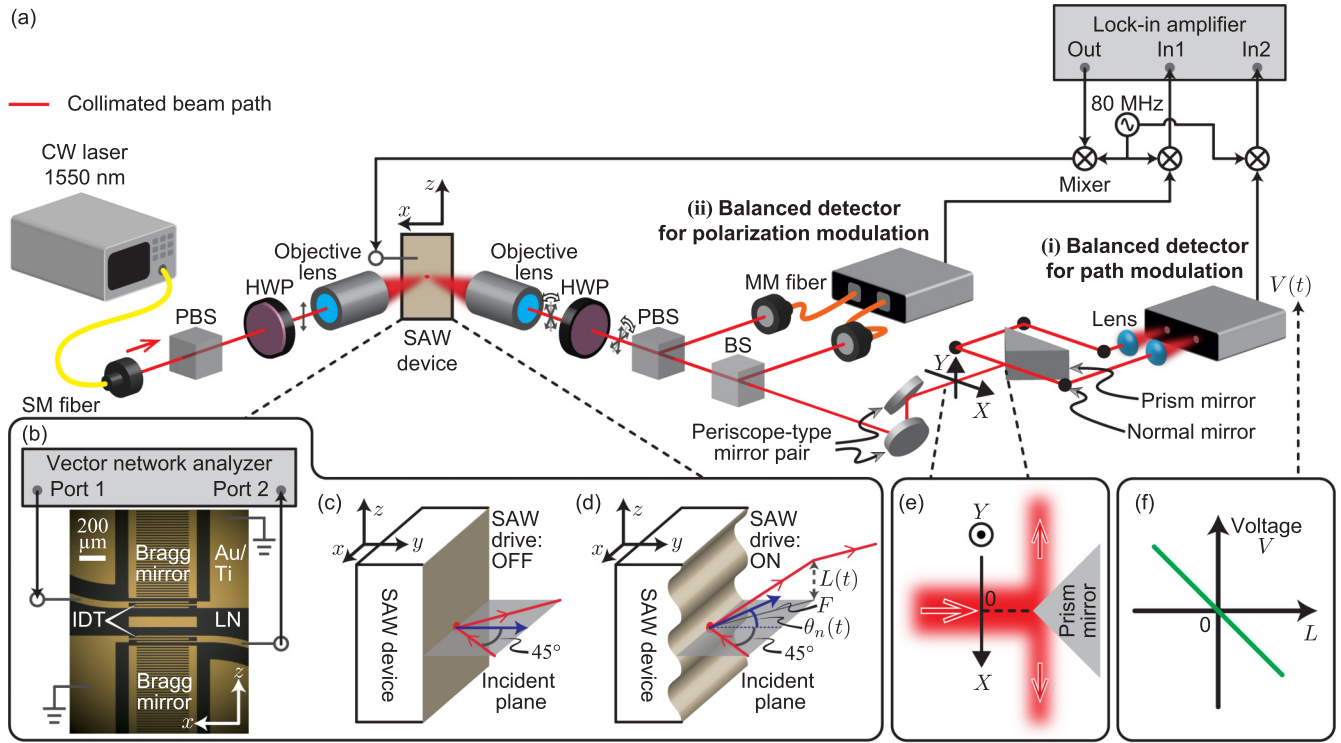 (a)
Lock-in amplifier
Out In1 In2
80 MHz
Mixer
Collimated beam path
CW laser
1550 nm
SM fiber
PBS
HWP
Objective
lens
z
x
SAW
device
Objective
lens
HWP
PBS
BS
MM fiber
(ii) Balanced detector
for polarization modulation
(i) Balanced detector
for path modulation
V(t)
Lens
Y
X
Prism mirror
Normal mirror
Periscope-type
mirror pair
(b)
Vector network analyzer
Port 1 Port 2
200
µm
Bragg
mirror
Au/
Ti
IDT
LN
Bragg
mirror
z
x
(c)
z
x
y
SAW
drive:
OFF
SAW device
45°
Incident
plane
(d)
z
x
y
SAW
drive:
ON
SAW device
L(t)
F
θn(t)
45°
Incident
plane
(e)
Y
0
X
Prism
mirror
(f)
Voltage
V
0
L